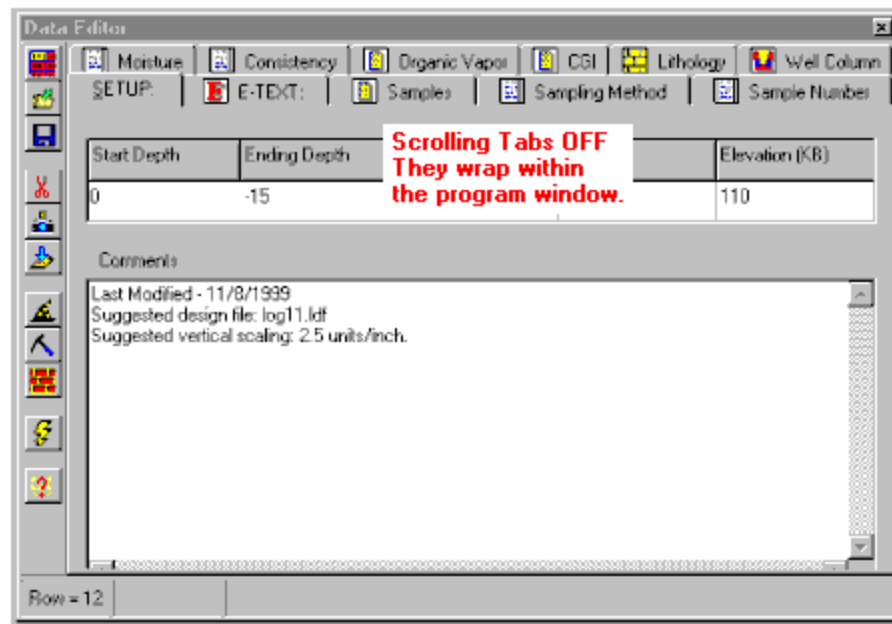 Data Editor
Moisture Consistency Organic Vapor CGI Lithology Well Column
SETUP: E-TEXT: Samples Sampling Method Sample Number
Start Depth Ending Depth Elevation (KB)
Scrolling Tabs OFF
They wrap within
the program window.
0 -15 110
Comments
Last Modified - 11/8/1999
Suggested design file: log11.ldf
Suggested vertical scaling: 2.5 units/inch.
Row = 12